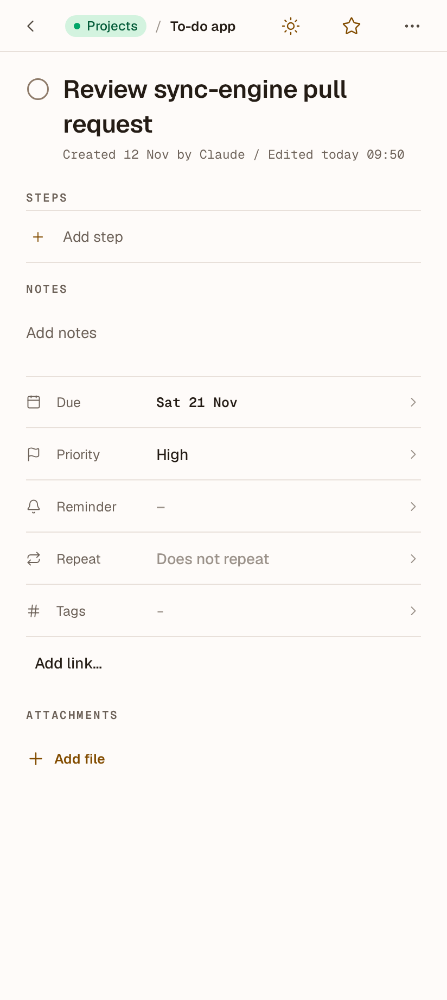 Projects / To-do app
Review sync-engine pull
request
Created 12 Nov by Claude / Edited today 09:50
STEPS
+ Add step
NOTES
Add notes
Due Sat 21 Nov
Priority High
Reminder –
Repeat Does not repeat
# Tags –
Add link…
ATTACHMENTS
+ Add file